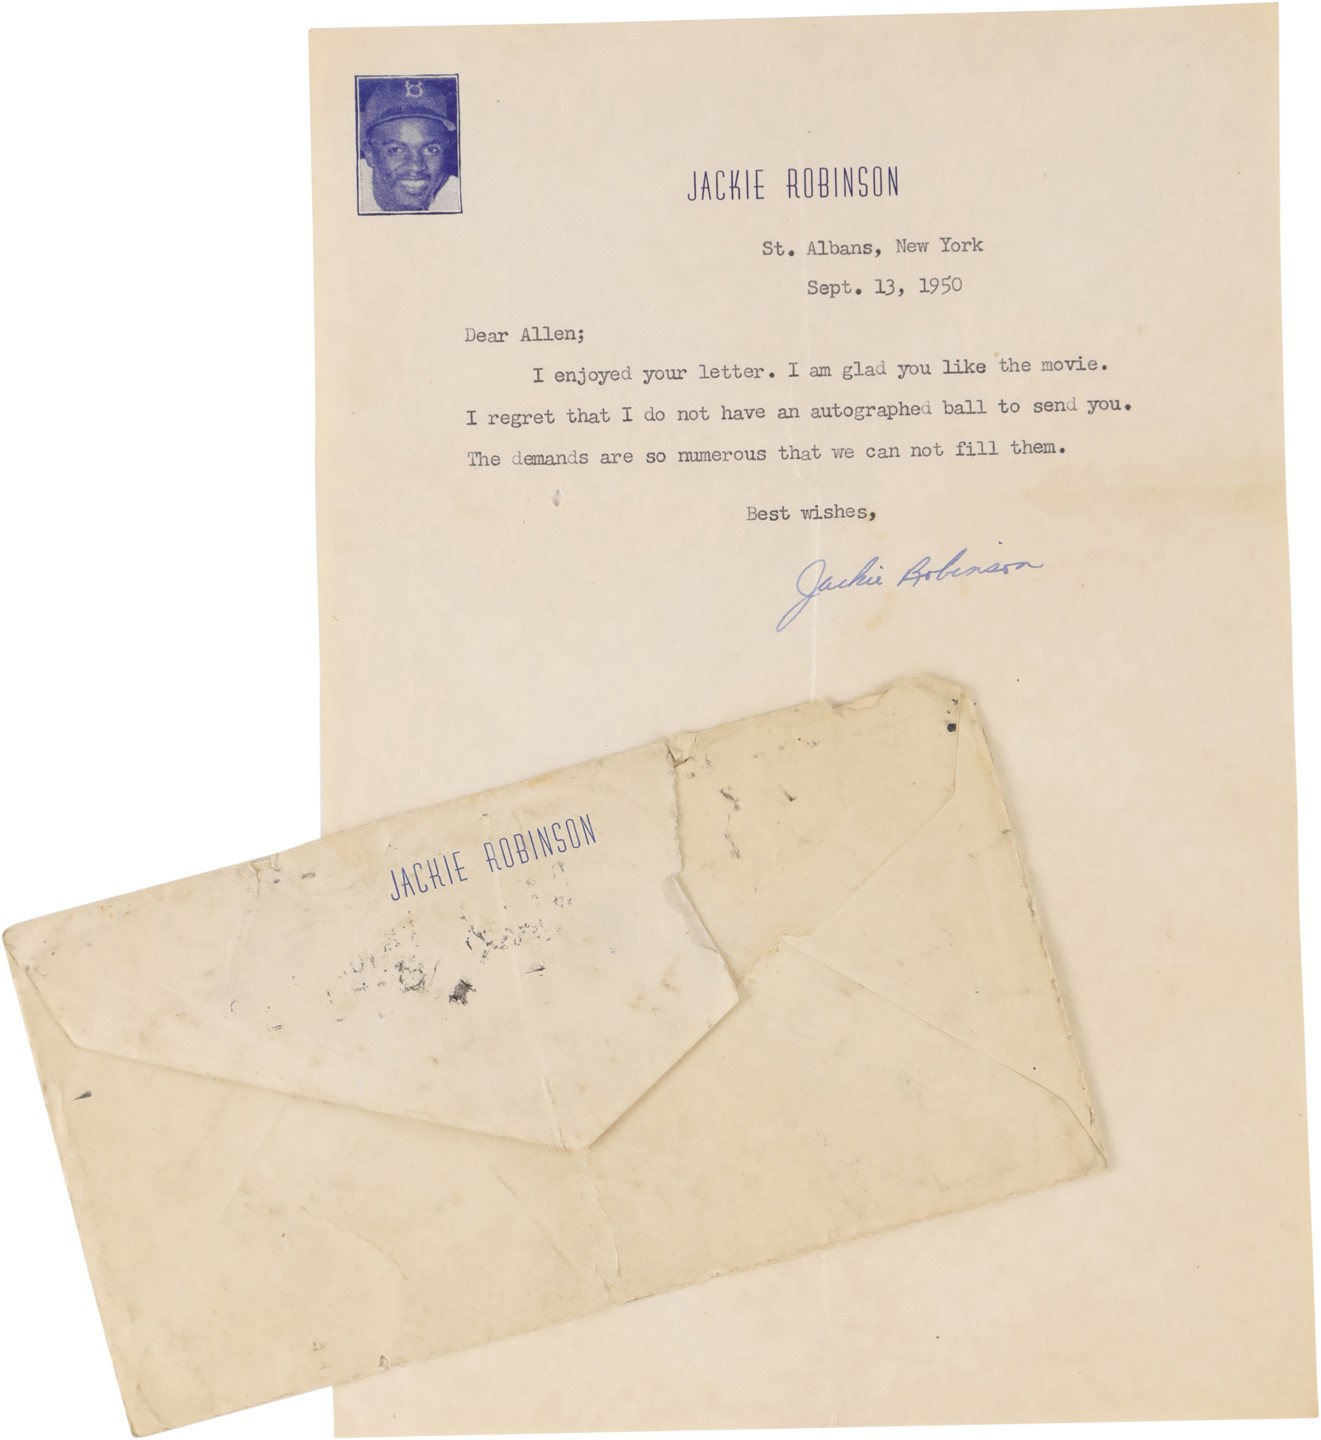 B
JACKIE ROBINSON
St. Albans, New York
Sept. 13, 1950
Dear Allen;
I enjoyed your letter. I am glad you like the movie.
I regret that I do not have an autographed ball to send you.
The demands are so numerous that we can not fill them.
Best wishes,
Jackie Robinson
JACKIE ROBINSON